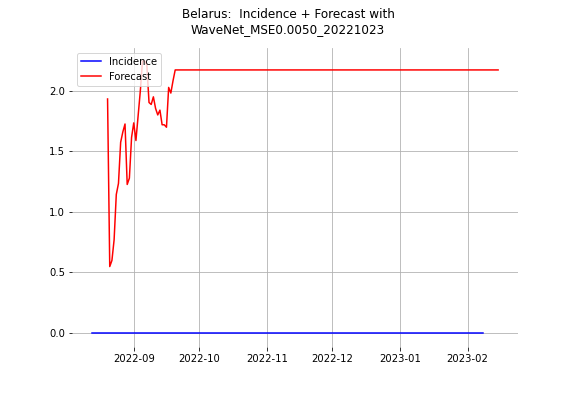 Belarus:  Incidence + Forecast with
WaveNet_MSE0.0050_20221023
Incidence
Forecast
2.0
1.5
1.0
0.5
0.0
2022-09 2022-10 2022-11 2022-12 2023-01 2023-02